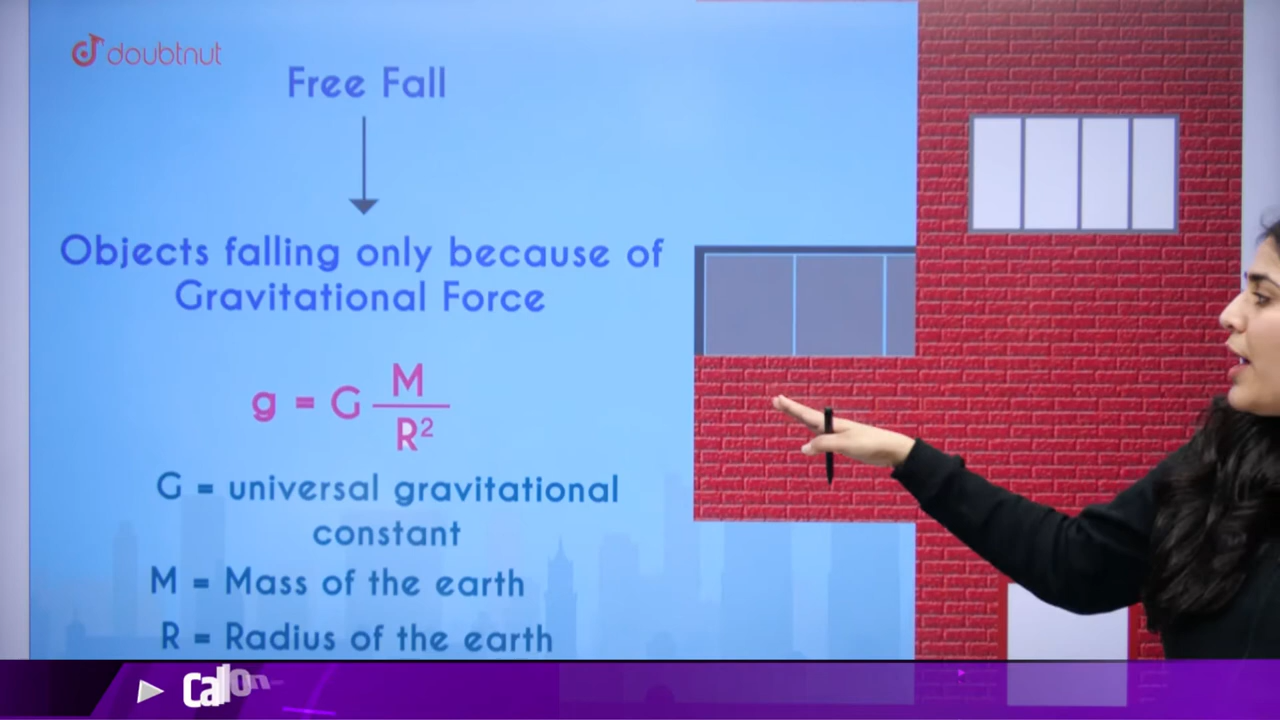 doubtnut
Free Fall
Objects falling only because of
Gravitational Force
g = G M
R²
G = universal gravitational
constant
M = Mass of the earth
R = Radius of the earth
Call On